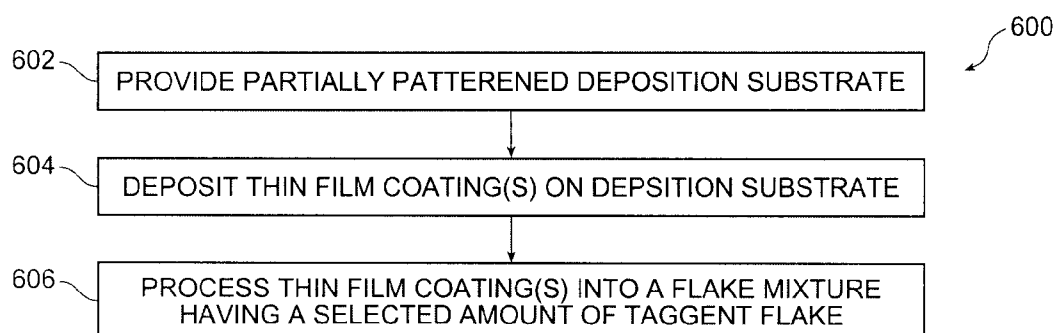 600
602
PROVIDE PARTIALLY PATTERENED DEPOSITION SUBSTRATE
604
DEPOSIT THIN FILM COATING(S) ON DEPSITION SUBSTRATE
606
PROCESS THIN FILM COATING(S) INTO A FLAKE MIXTURE
HAVING A SELECTED AMOUNT OF TAGGENT FLAKE